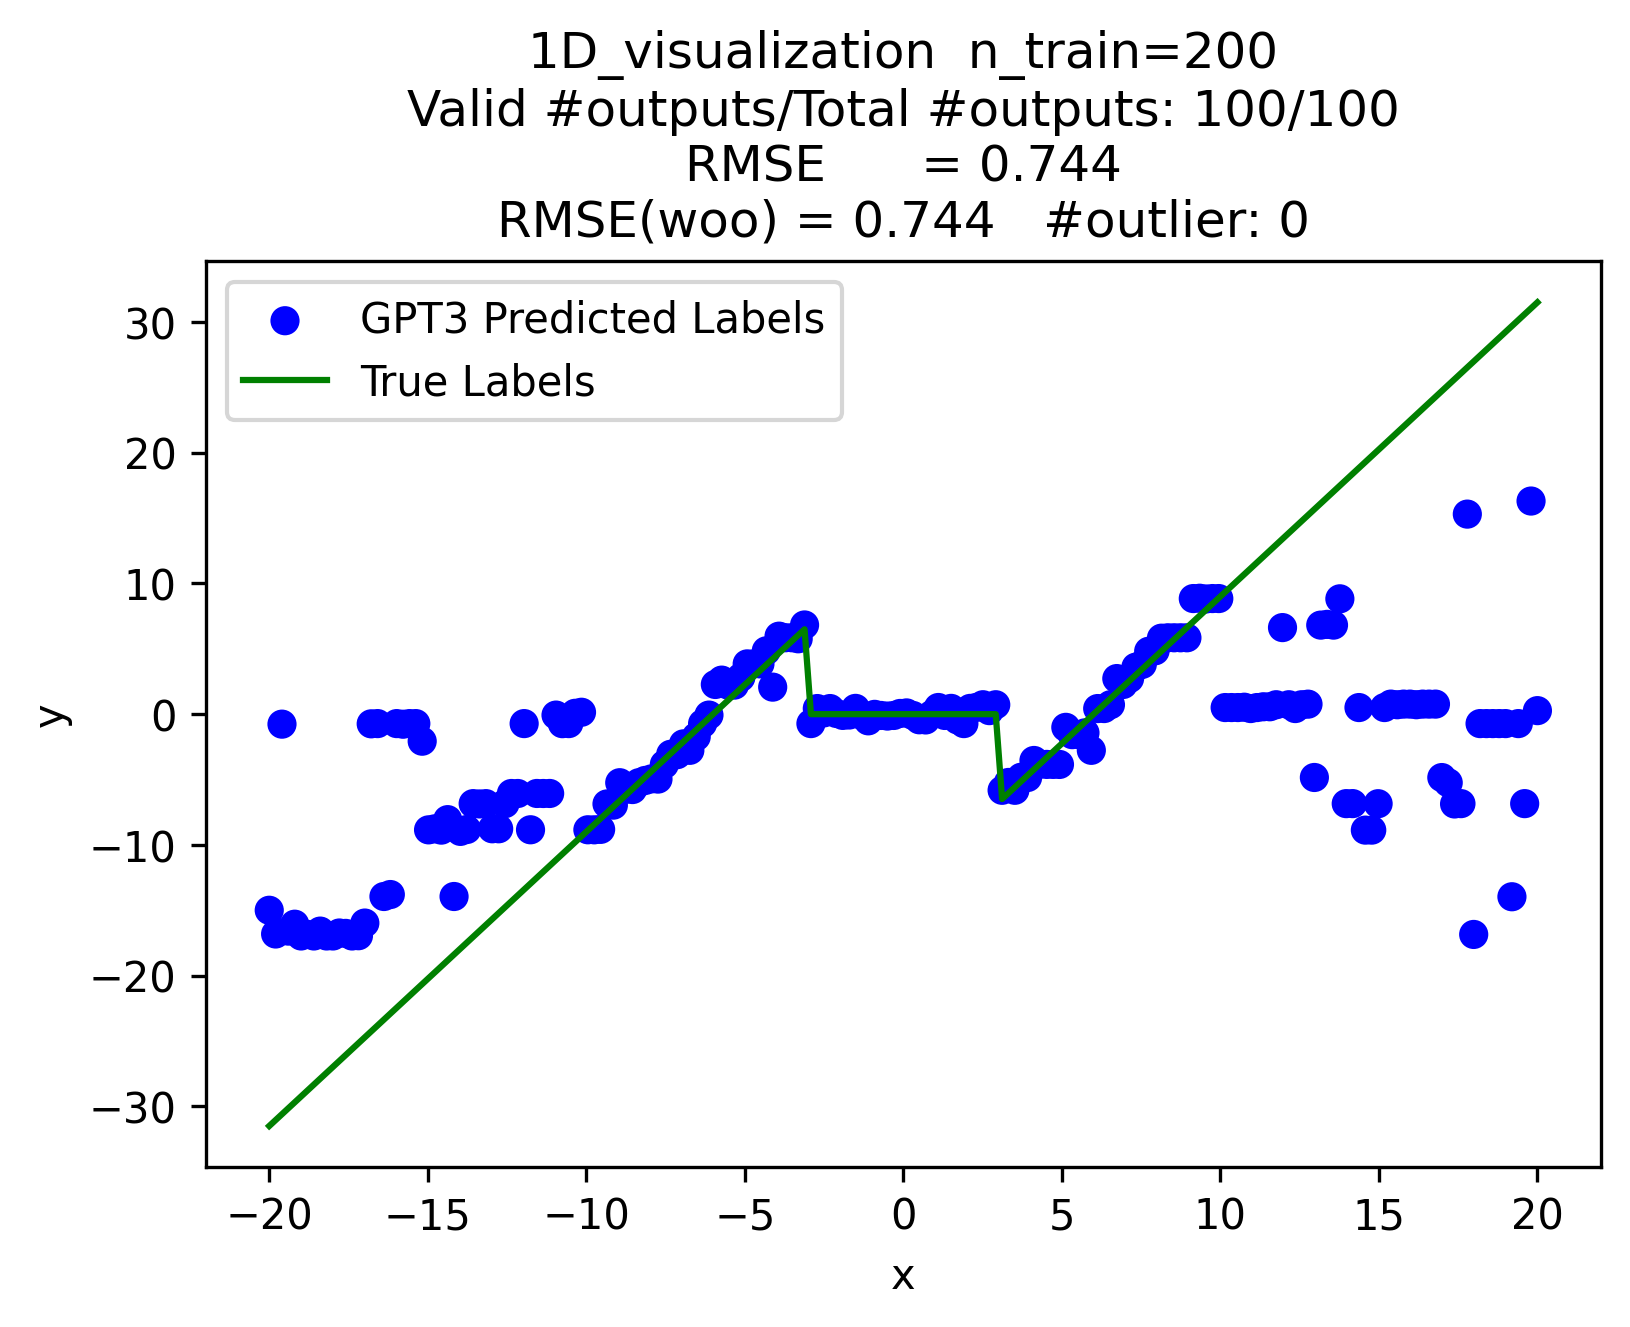 1D_visualization  n_train=200
Valid #outputs/Total #outputs: 100/100
RMSE      = 0.744
RMSE(woo) = 0.744   #outlier: 0
GPT3 Predicted Labels
True Labels
30
20
10
0
−10
−20
−30
y
−20 −15 −10 −5 0 5 10 15 20
x